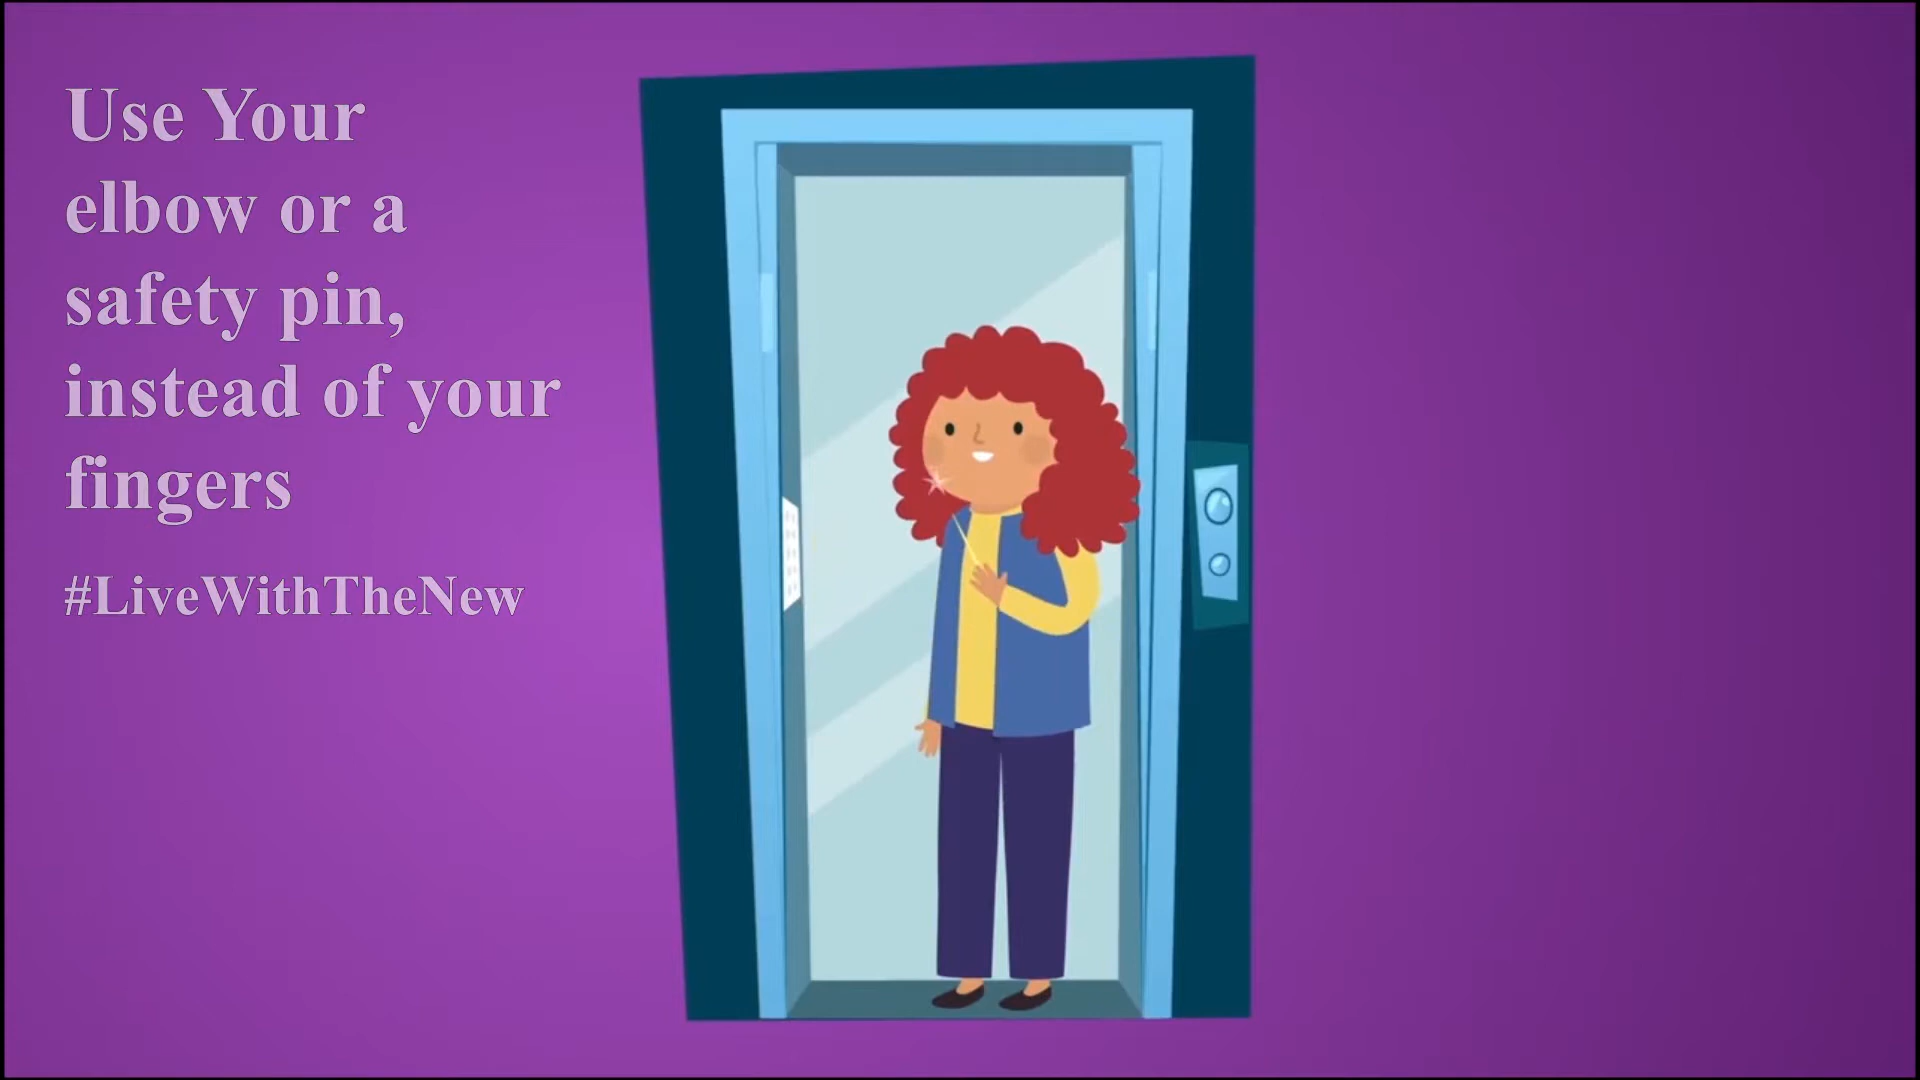 Use Your
elbow or a
safety pin,
instead of your
fingers
#LiveWithTheNew